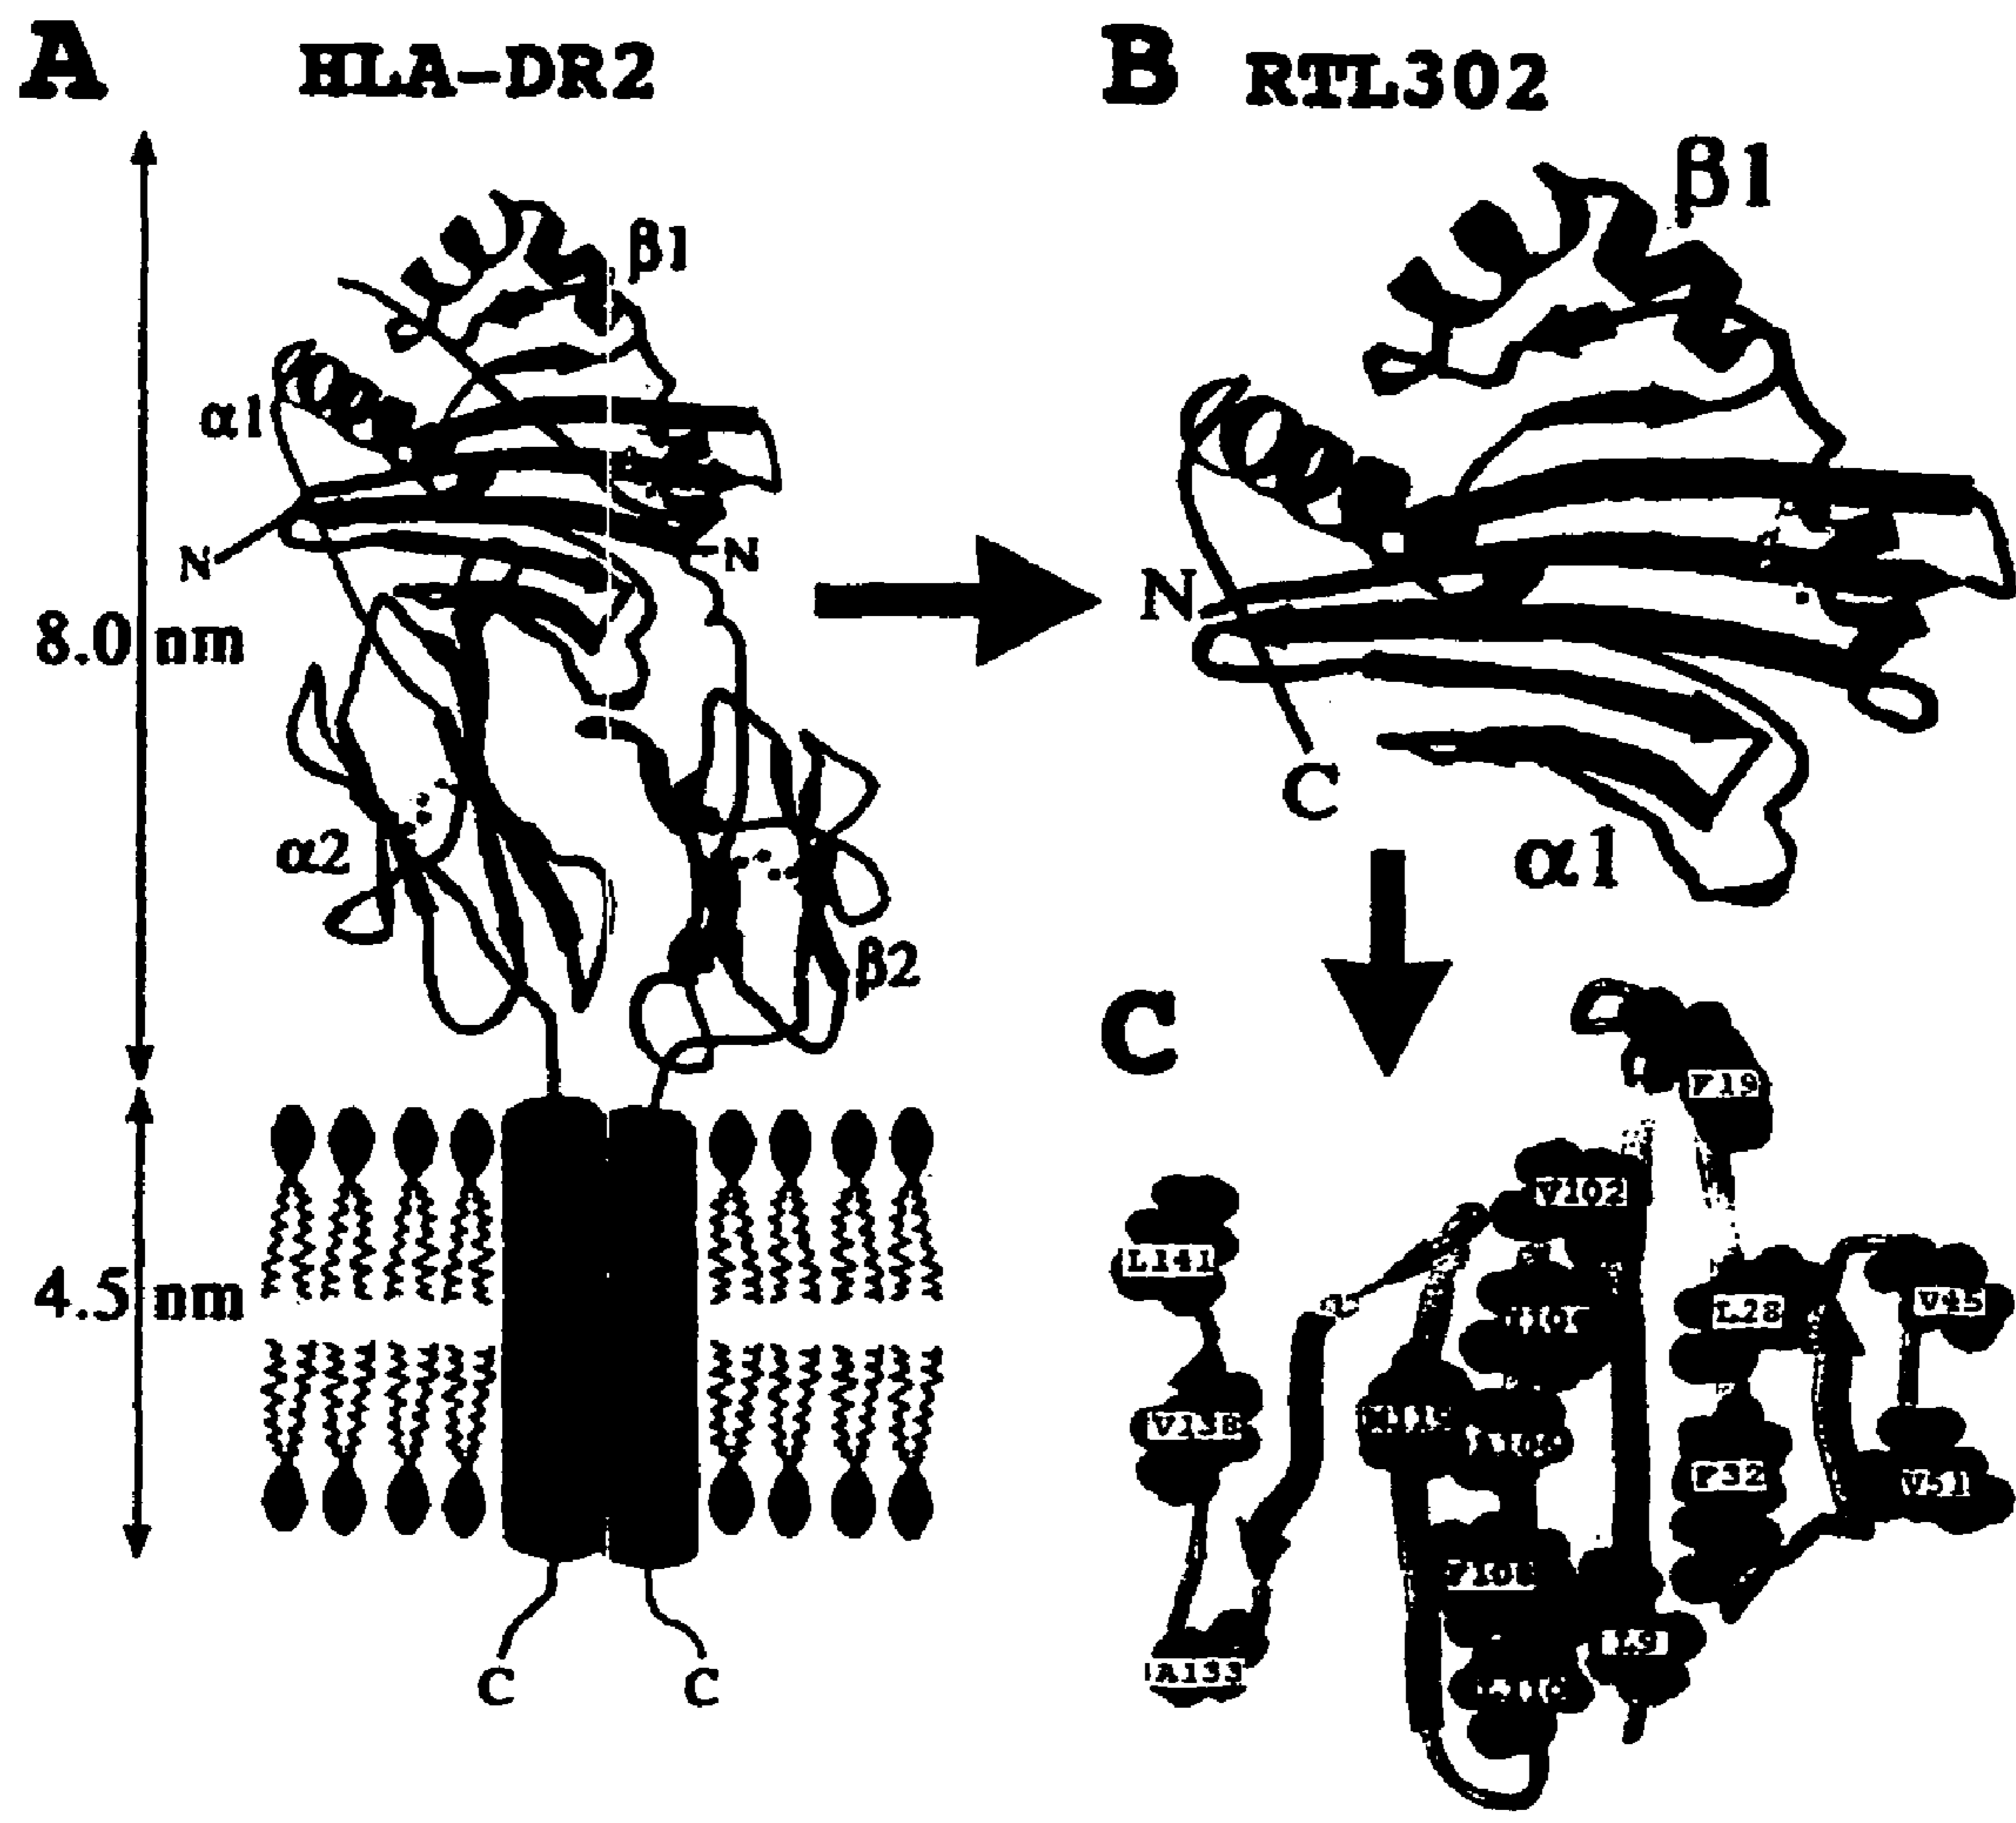 A HLA-DR2
B RTL302
β1
β1
α1
N
N
8.0 nm
N
C
α1
α2
β2
C
F19
V102
L141
4.5 nm
L28
V45
V138
F32
V51
L9
A133
C
C